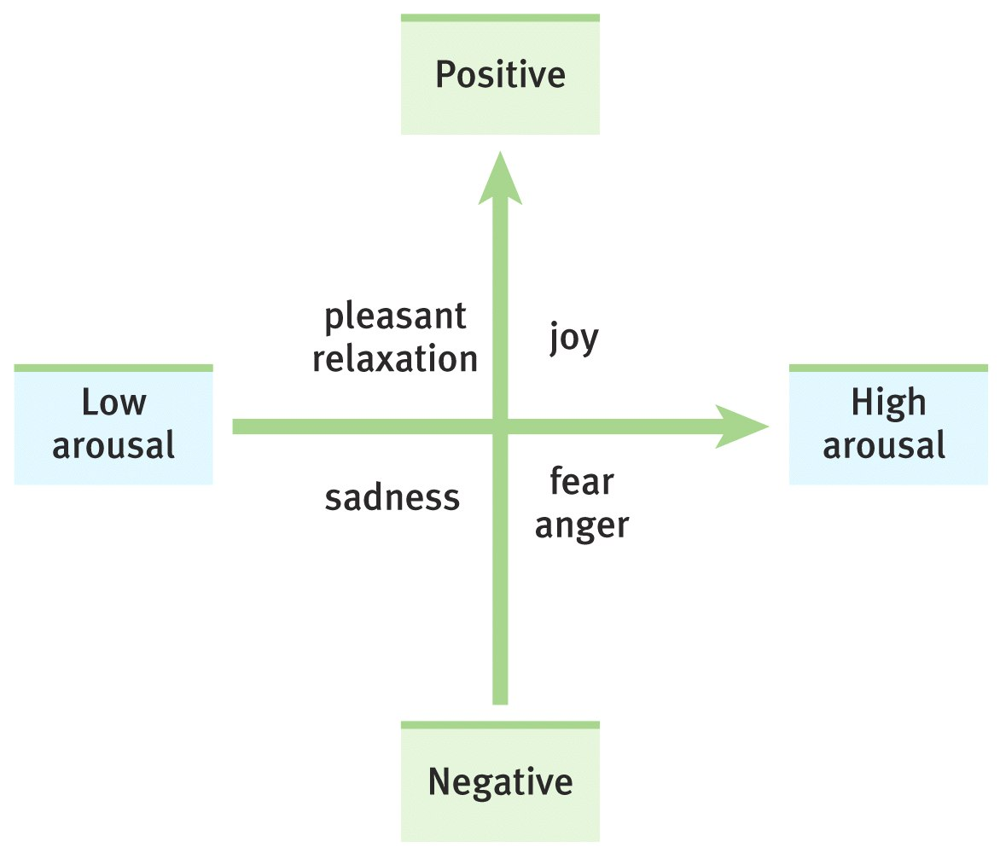 Positive
pleasant
relaxation
joy
Low
arousal
High
arousal
sadness
fear
anger
Negative